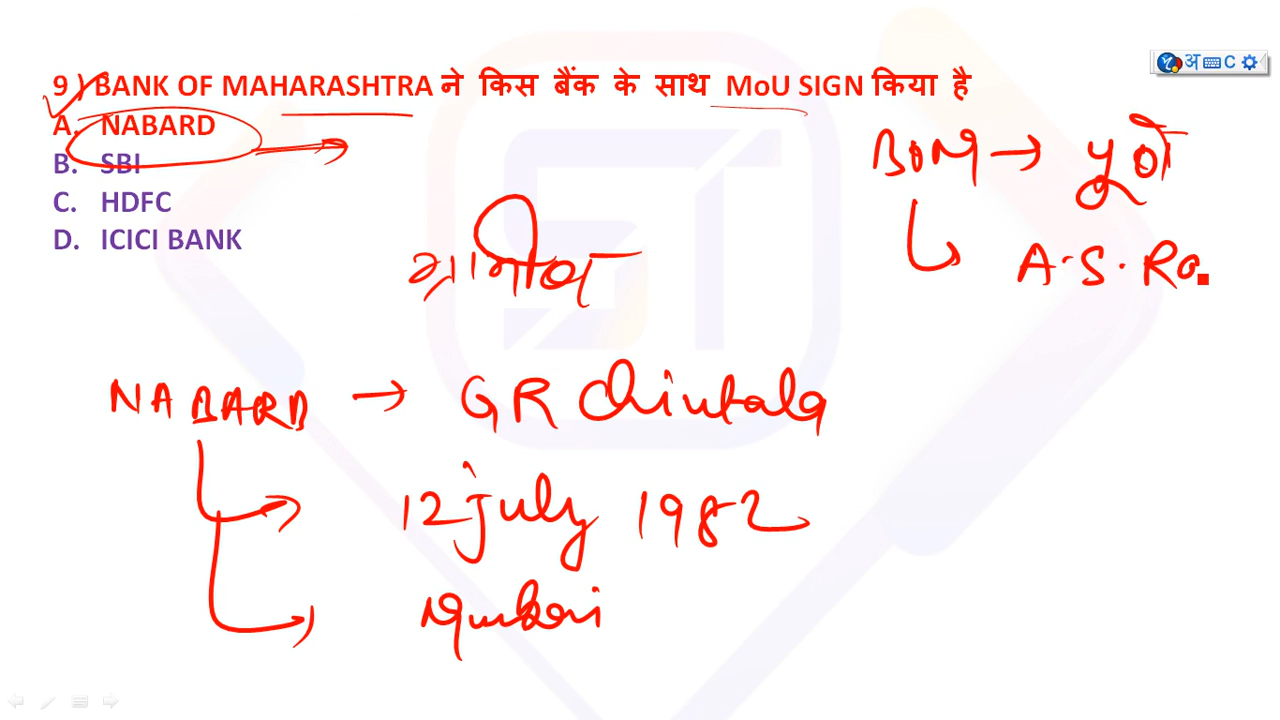 9 ) BANK OF MAHARASHTRA ने किस बैंक के साथ MoU SIGN किया है
A. NABARD
B. SBI
C. HDFC
D. ICICI BANK
BOM → पूणे
A.S.Ra
ग्रामीण
NABARD → GR Chintala
12 july 1982
Mumbai